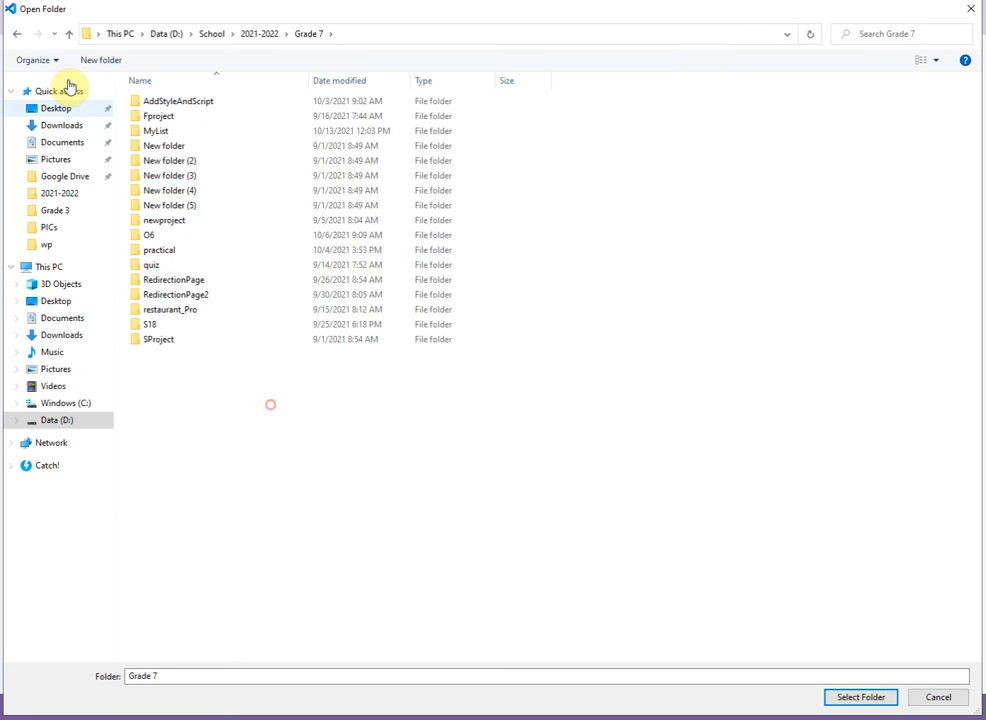 Open Folder
This PC > Data (D:) > School > 2021-2022 > Grade 7 >
Search Grade 7
Organize
New folder
Name
Date modified
Type
Size
Quick access
Desktop
Downloads
Documents
Pictures
Google Drive
2021-2022
Grade 3
PICs
wp
This PC
3D Objects
Desktop
Documents
Downloads
Music
Pictures
Videos
Windows (C:)
Data (D:)
Network
Catch!
AddStyleAndScript 10/3/2021 9:02 AM File folder
Fproject 9/16/2021 7:44 AM File folder
MyList 10/13/2021 12:03 PM File folder
New folder 9/1/2021 8:49 AM File folder
New folder (2) 9/1/2021 8:49 AM File folder
New folder (3) 9/1/2021 8:49 AM File folder
New folder (4) 9/1/2021 8:49 AM File folder
New folder (5) 9/1/2021 8:49 AM File folder
newproject 9/5/2021 8:04 AM File folder
O6 10/6/2021 9:09 AM File folder
practical 10/4/2021 3:53 PM File folder
quiz 9/14/2021 7:52 AM File folder
RedirectionPage 9/26/2021 8:54 AM File folder
RedirectionPage2 9/30/2021 8:05 AM File folder
restaurant_Pro 9/15/2021 8:12 AM File folder
S18 9/25/2021 6:18 PM File folder
SProject 9/1/2021 8:54 AM File folder
Folder: Grade 7
Select Folder
Cancel